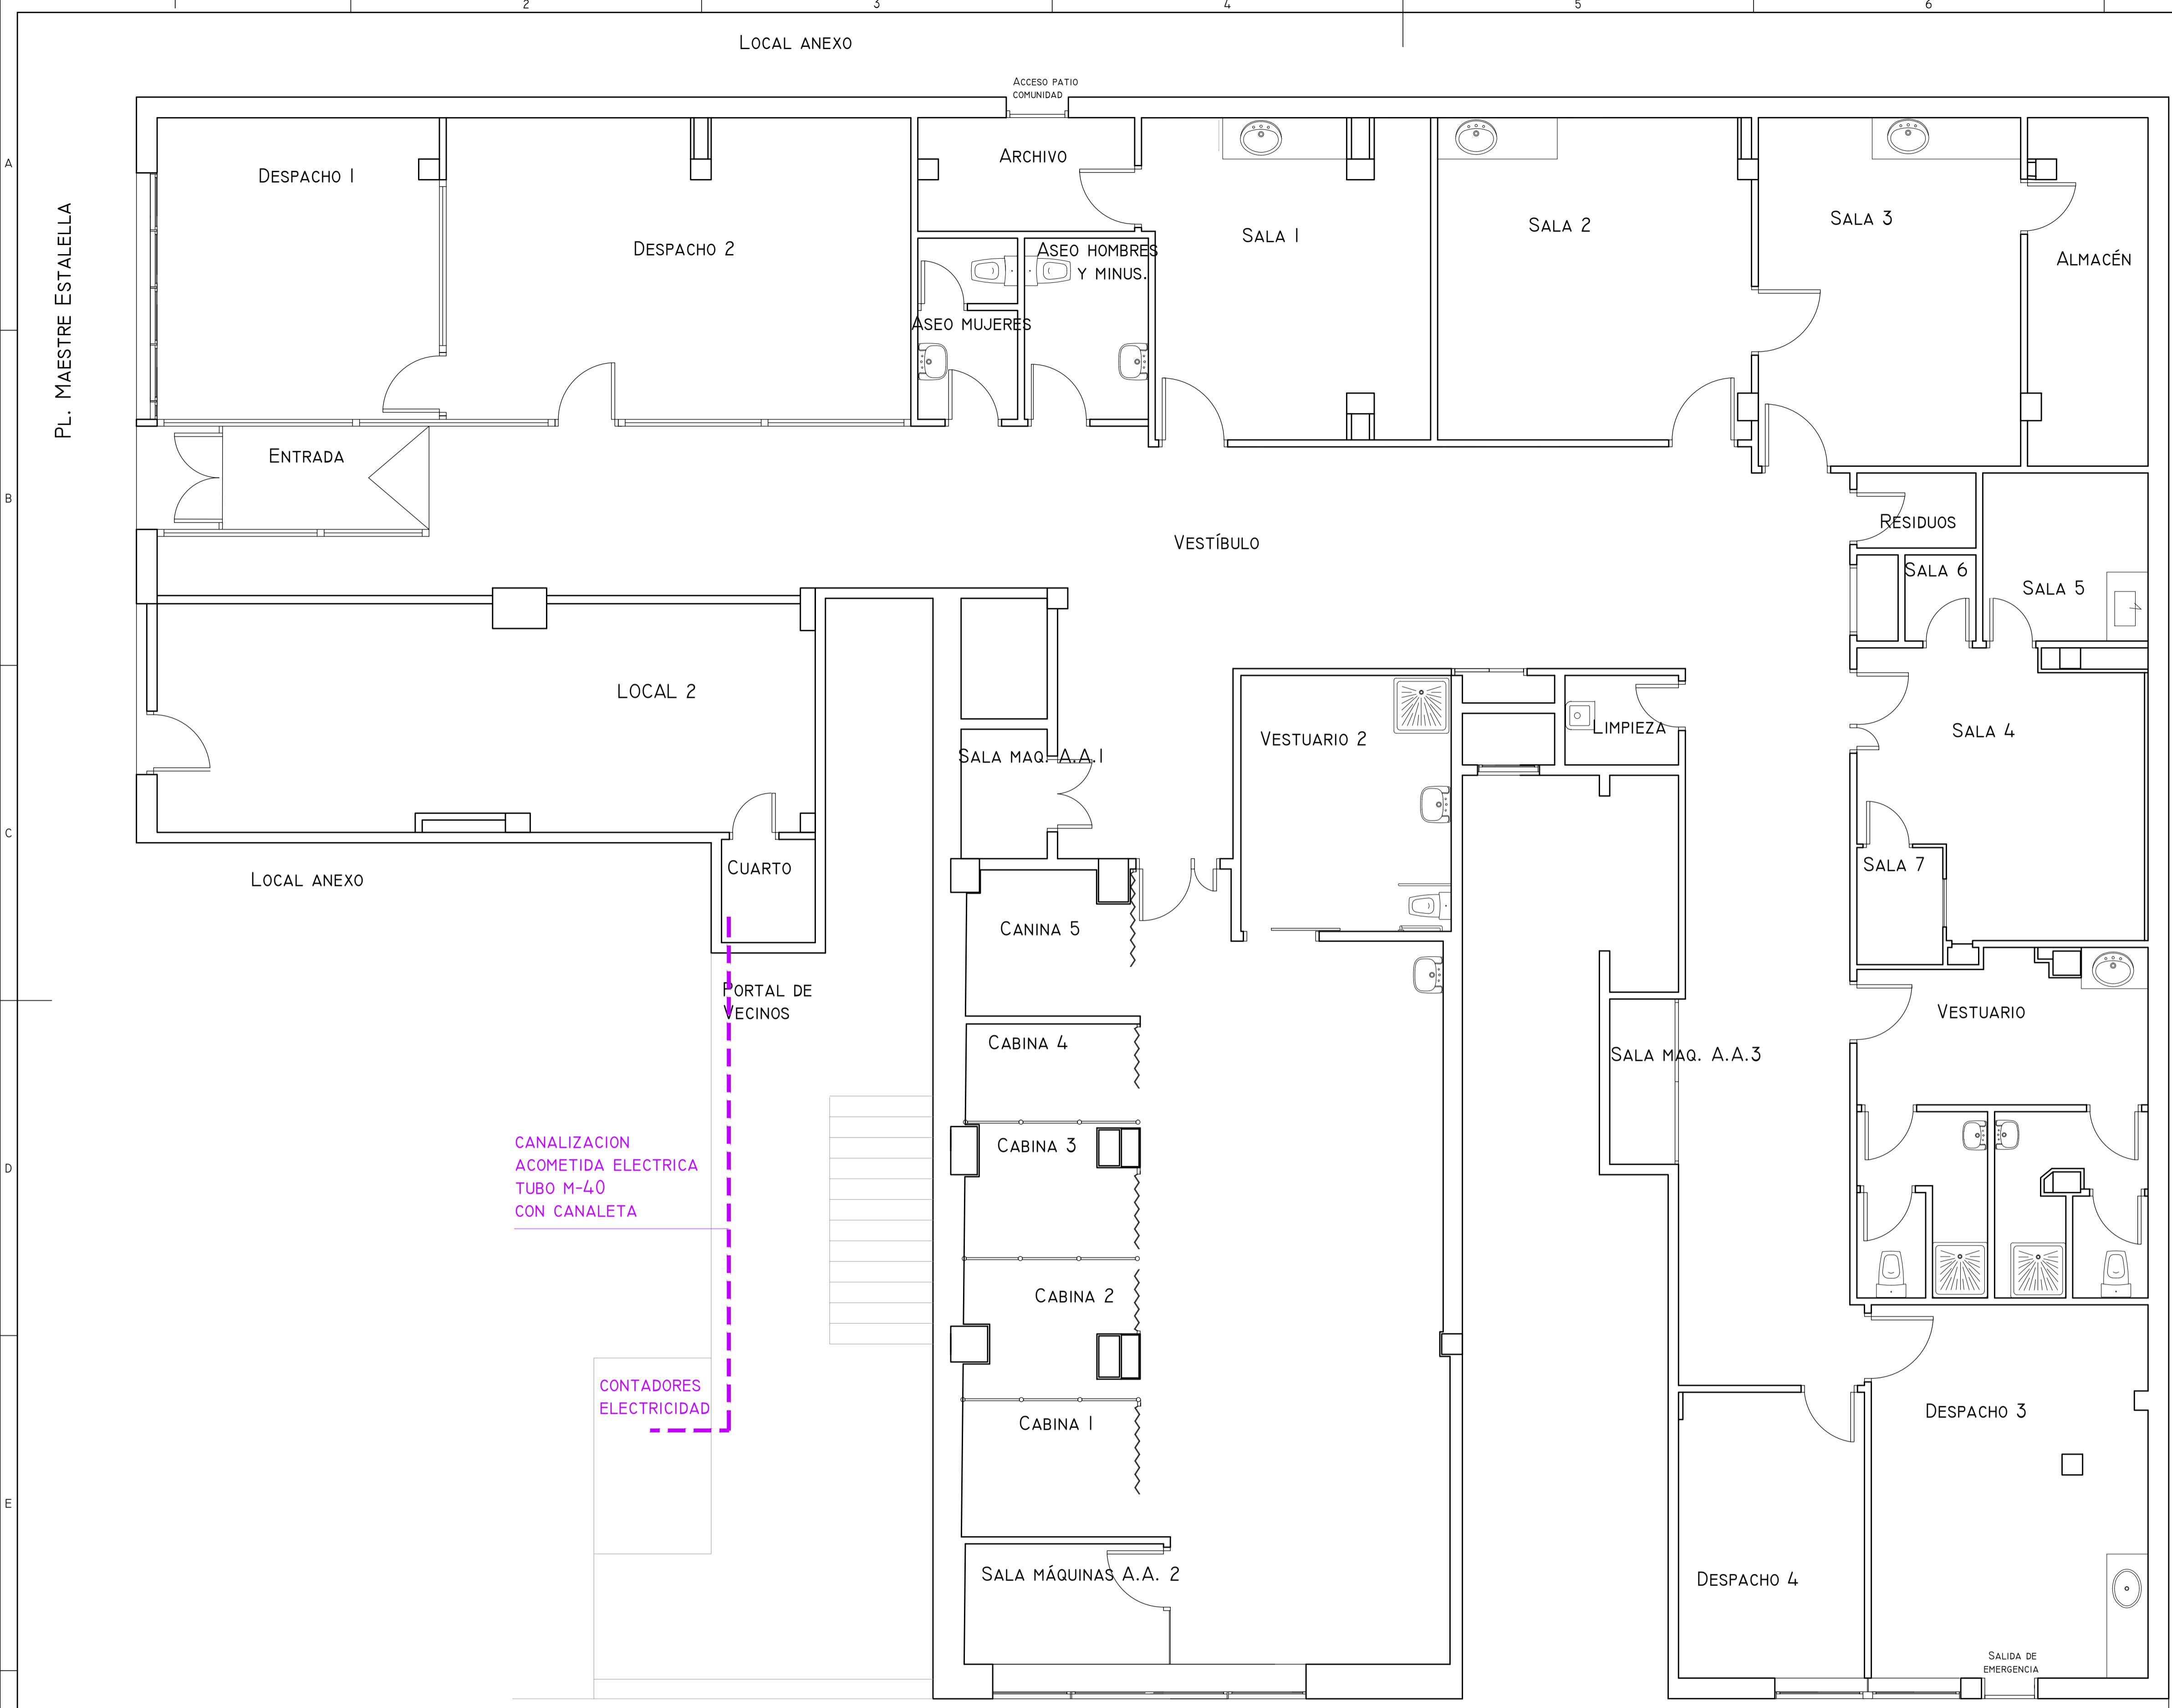 1
2
3
4
5
6
LOCAL ANEXO
ACCESO PATIO
COMUNIDAD
A
DESPACHO 1
ARCHIVO
PL. MAESTRE ESTALELLA
DESPACHO 2
SALA 1
SALA 2
SALA 3
ASEO HOMBRES
Y MINUS.
ALMACÉN
ASEO MUJERES
ENTRADA
B
VESTÍBULO
RESIDUOS
SALA 6
SALA 5
LOCAL 2
SALA MAQ. A.A.1
VESTUARIO 2
LIMPIEZA
SALA 4
C
CUARTO
SALA 7
LOCAL ANEXO
CANINA 5
PORTAL DE
VECINOS
CABINA 4
VESTUARIO
SALA MAQ. A.A.3
CANALIZACION
ACOMETIDA ELECTRICA
TUBO M-40
CON CANALETA
CABINA 3
D
CABINA 2
CONTADORES
ELECTRICIDAD
CABINA 1
DESPACHO 3
E
SALA MÁQUINAS A.A. 2
DESPACHO 4
SALIDA DE
EMERGENCIA